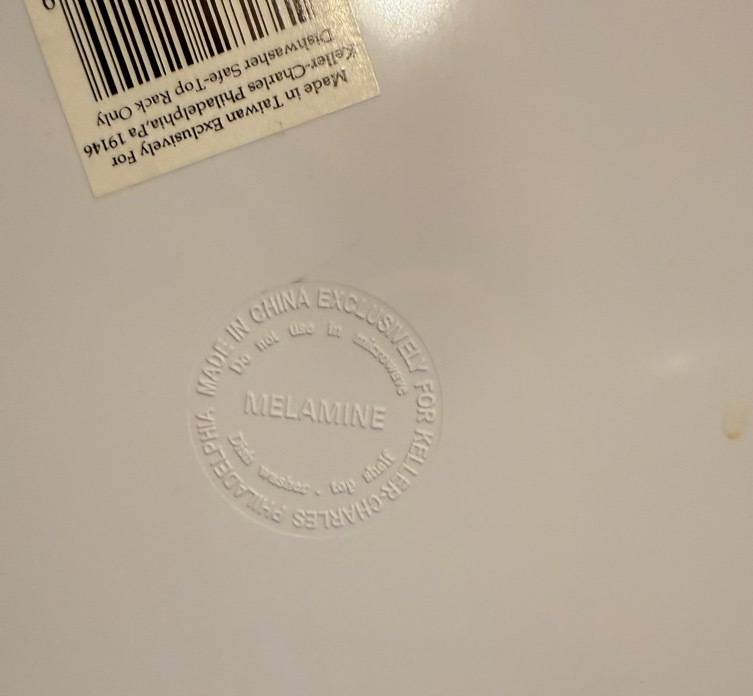 Made in Taiwan Exclusively For
Keller-Charles Philadelphia,Pa 19146
Dishwasher Safe-Top Rack Only
MADE IN CHINA EXCLUSIVELY FOR KELLER-CHARLES PHILADELPHIA
Do not use in microwave
MELAMINE
Dish washer . top shelf